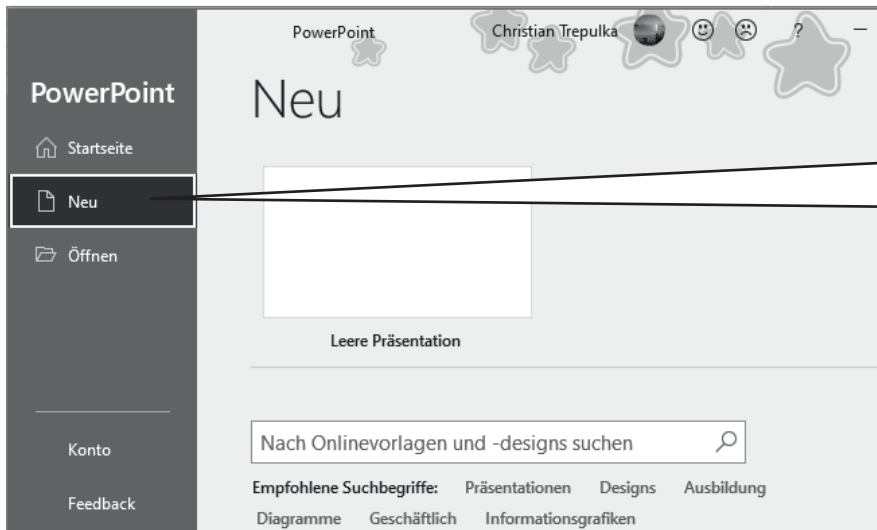 PowerPoint Christian Trepulka ?
PowerPoint
Neu
Startseite
Neu
Öffnen
Leere Präsentation
Nach Onlinevorlagen und -designs suchen
Empfohlene Suchbegriffe: Präsentationen Designs Ausbildung
Diagramme Geschäftlich Informationsgrafiken
Konto
Feedback